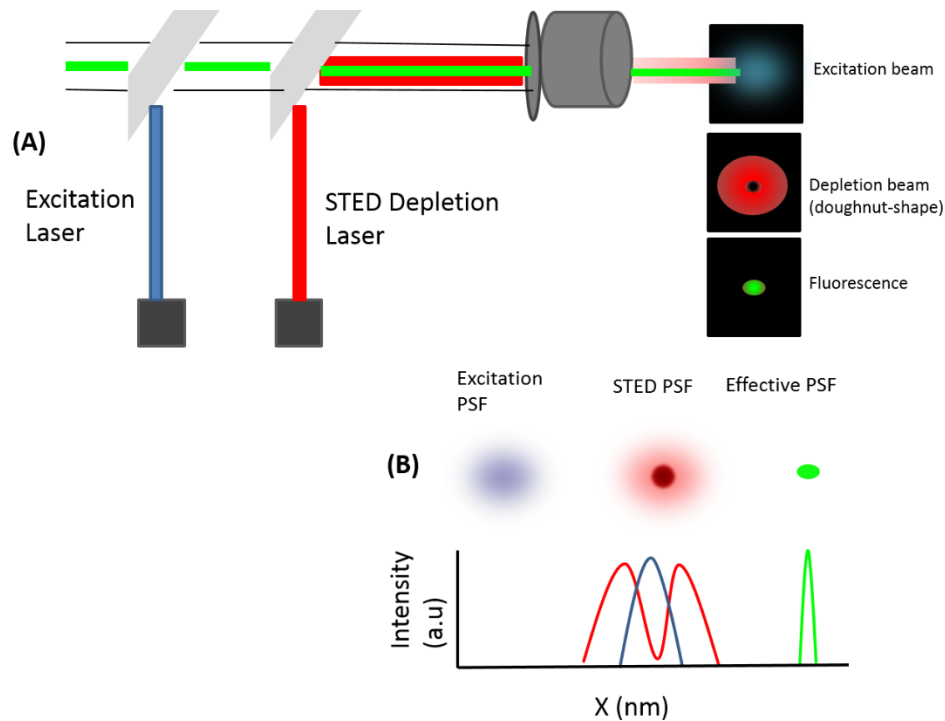 (A)
Excitation
Laser
STED Depletion
Laser
Excitation beam
Depletion beam
(doughnut-shape)
Fluorescence
Excitation
PSF
STED PSF
Effective PSF
(B)
Intensity
(a.u)
X (nm)